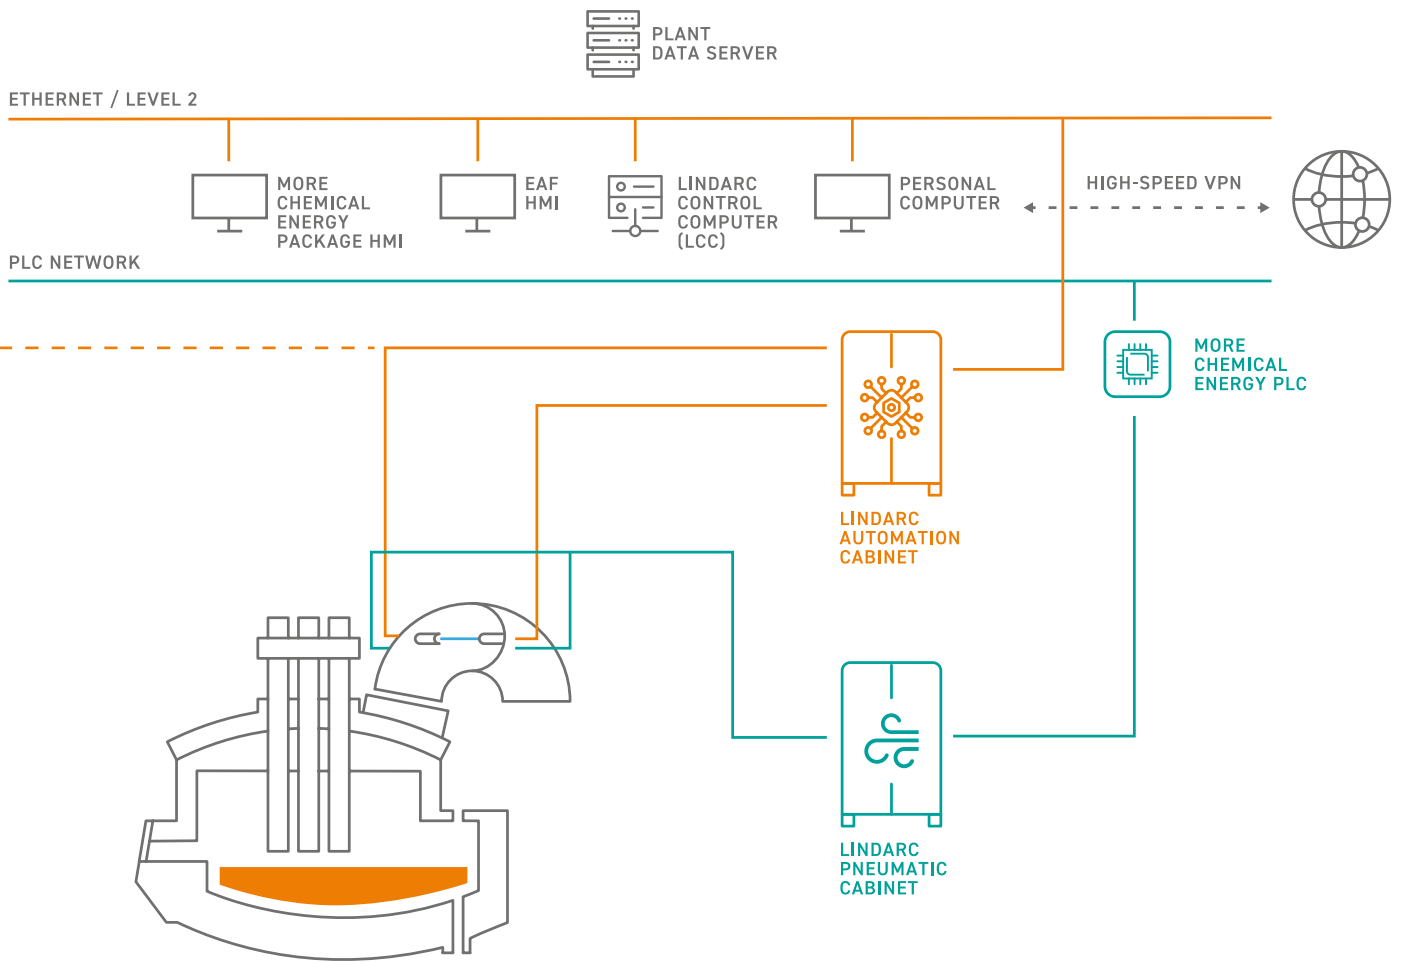 PLANT
DATA SERVER
ETHERNET / LEVEL 2
MORE
CHEMICAL
ENERGY
PACKAGE HMI
EAF
HMI
LINDARC
CONTROL
COMPUTER
(LCC)
PERSONAL
COMPUTER
HIGH-SPEED VPN
PLC NETWORK
MORE
CHEMICAL
ENERGY PLC
LINDARC
AUTOMATION
CABINET
LINDARC
PNEUMATIC
CABINET